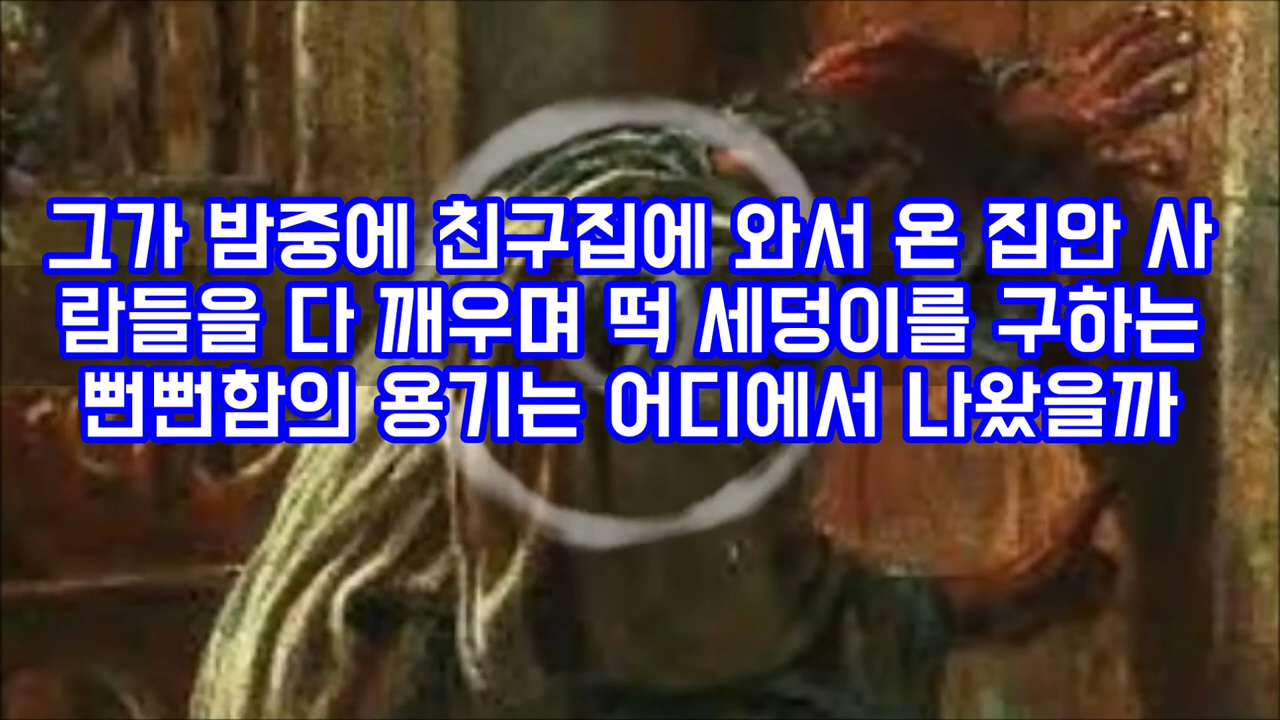 그가 밤중에 친구집에 와서 온 집안 사
람들을 다 깨우며 떡 세덩이를 구하는
뻔뻔함의 용기는 어디에서 나왔을까